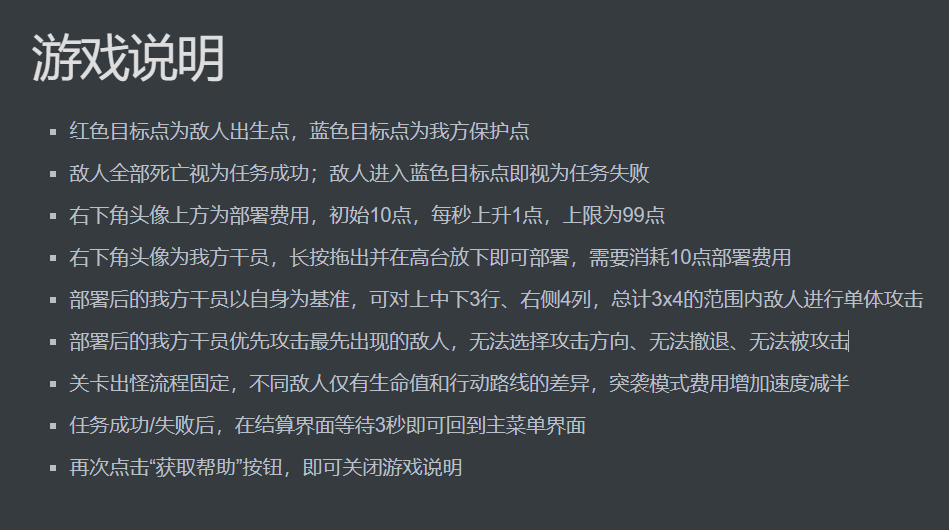 游戏说明
红色目标点为敌人出生点，蓝色目标点为我方保护点
敌人全部死亡视为任务成功；敌人进入蓝色目标点即视为任务失败
右下角头像上方为部署费用，初始10点，每秒上升1点，上限为99点
右下角头像为我方干员，长按拖出并在高台放下即可部署，需要消耗10点部署费用
部署后的我方干员以自身为基准，可对上中下3行、右侧4列，总计3x4的范围内敌人进行单体攻击
部署后的我方干员优先攻击最先出现的敌人，无法选择攻击方向、无法撤退、无法被攻击
关卡出怪流程固定，不同敌人仅有生命值和行动路线的差异，突袭模式费用增加速度减半
任务成功/失败后，在结算界面等待3秒即可回到主菜单界面
再次点击“获取帮助”按钮，即可关闭游戏说明